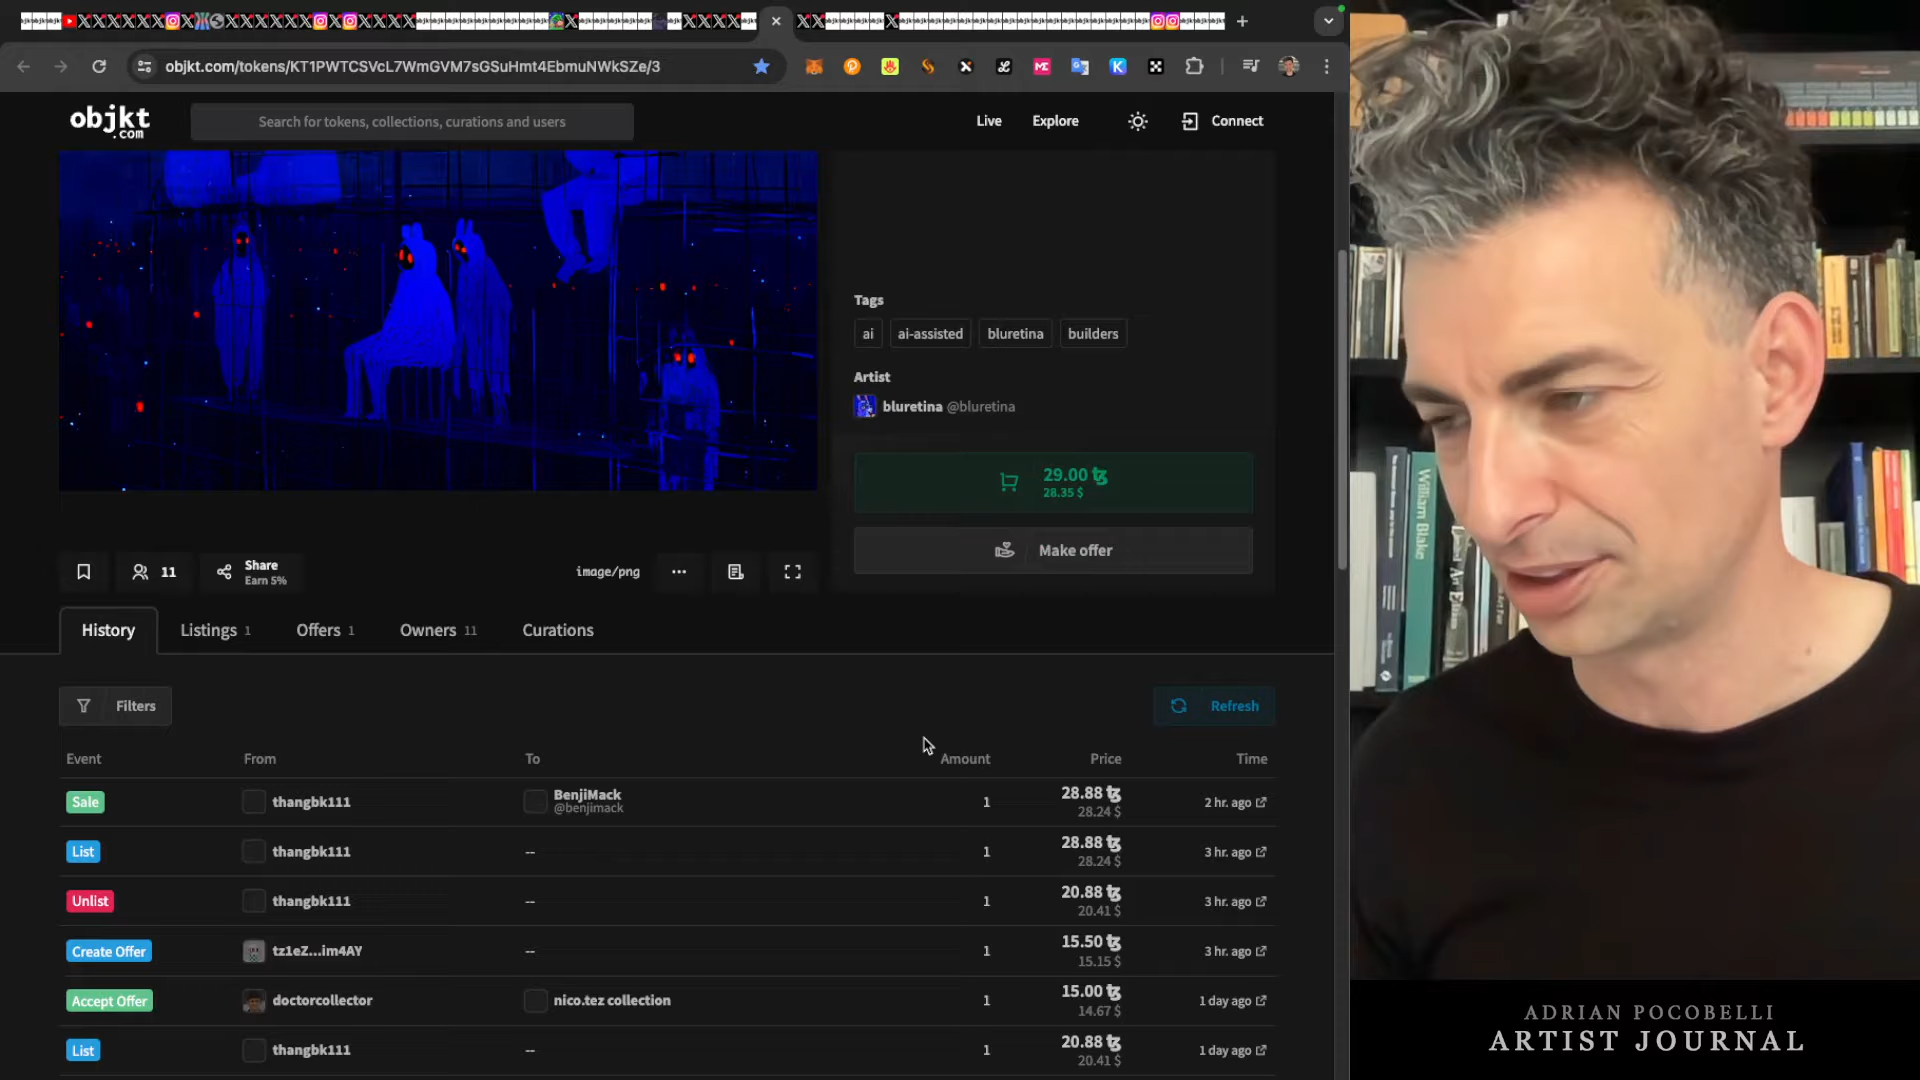 objkt.com/tokens/KT1PWTCSVcL7WmGVM7sGSuHmt4EbmuNWkSZe/3
objkt
.com
Search for tokens, collections, curations and users
Live
Explore
Connect
Tags
ai
ai-assisted
bluretina
builders
Artist
bluretina @bluretina
29.00
28.35 $
Make offer
11
Share
Earn 5%
image/png
History
Listings 1
Offers 1
Owners 11
Curations
Filters
Refresh
Event From To Amount Price Time
Sale thangbk111 BenjiMack 1 28.88 2 hr. ago
@benjimack 28.24 $
List thangbk111 -- 1 28.88 3 hr. ago
28.24 $
Unlist thangbk111 -- 1 20.88 3 hr. ago
20.41 $
Create Offer tz1eZ...im4AY -- 1 15.50 3 hr. ago
15.15 $
Accept Offer doctorcollector nico.tez collection 1 15.00 1 day ago
14.67 $
List thangbk111 -- 1 20.88 1 day ago
20.41 $
William Blake
ADRIAN POCOBELLI
ARTIST JOURNAL